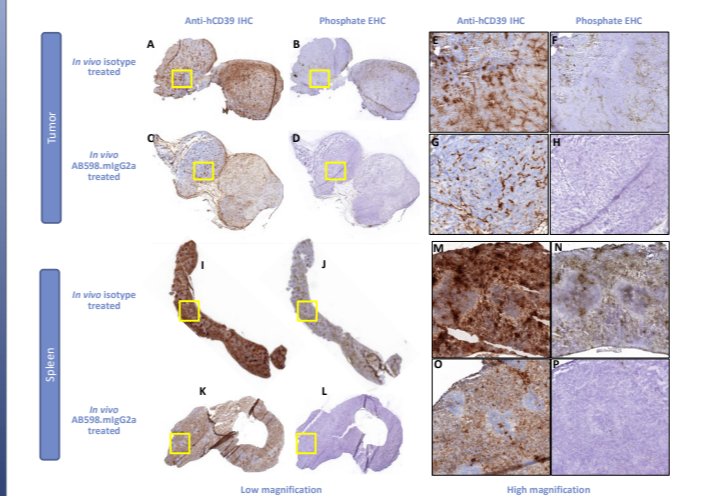 Anti-hCD39 IHC
Phosphate EHC
Anti-hCD39 IHC
Phosphate EHC
Tumor
In vivo isotype
treated
A
B
E
F
In vivo
AB598.mIgG2a
treated
C
D
G
H
Spleen
In vivo isotype
treated
I
J
M
N
In vivo
AB598.mIgG2a
treated
K
L
O
P
Low magnification
High magnification